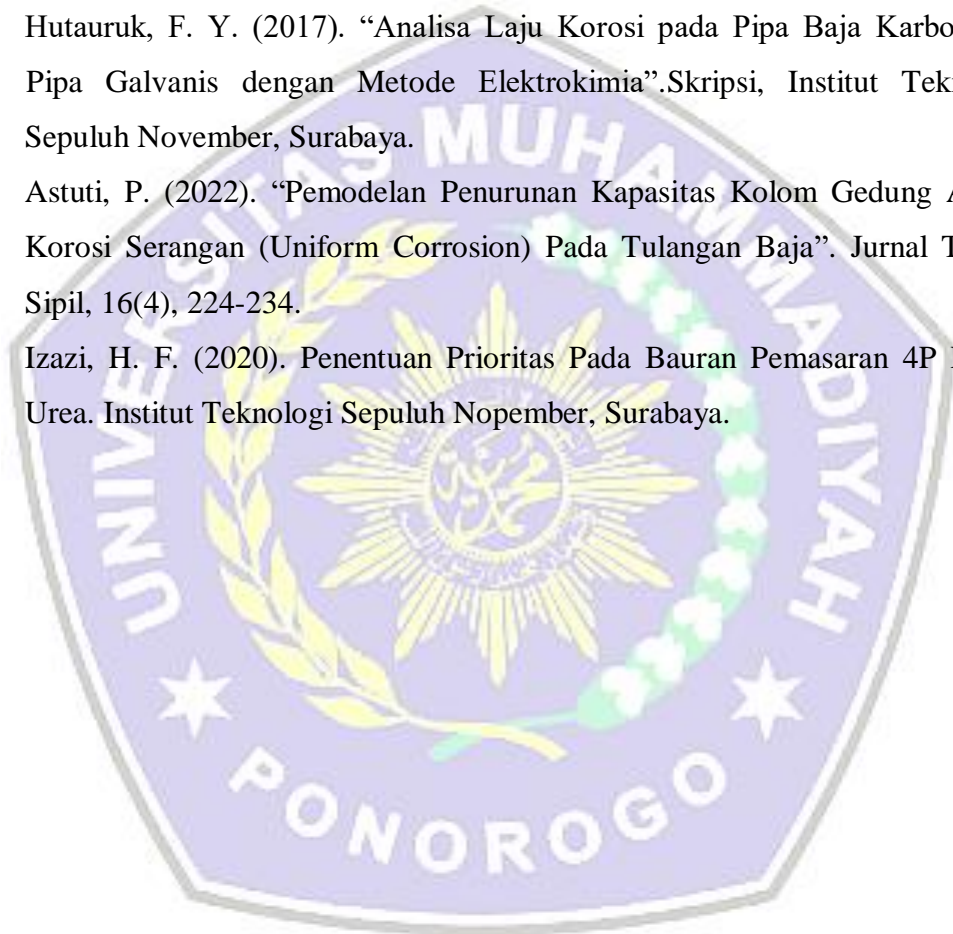 Hutauruk, F. Y. (2017). “Analisa Laju Korosi pada Pipa Baja Karbo
Pipa Galvanis dengan Metode Elektrokimia”.Skripsi, Institut Tek
Sepuluh November, Surabaya.
Astuti, P. (2022). “Pemodelan Penurunan Kapasitas Kolom Gedung
Korosi Serangan (Uniform Corrosion) Pada Tulangan Baja”. Jurnal
Sipil, 16(4), 224-234.
Izazi, H. F. (2020). Penentuan Prioritas Pada Bauran Pemasaran 4P
Urea. Institut Teknologi Sepuluh Nopember, Surabaya.
UNIVERSITAS MUHAMMADIYAH
PONOROGO